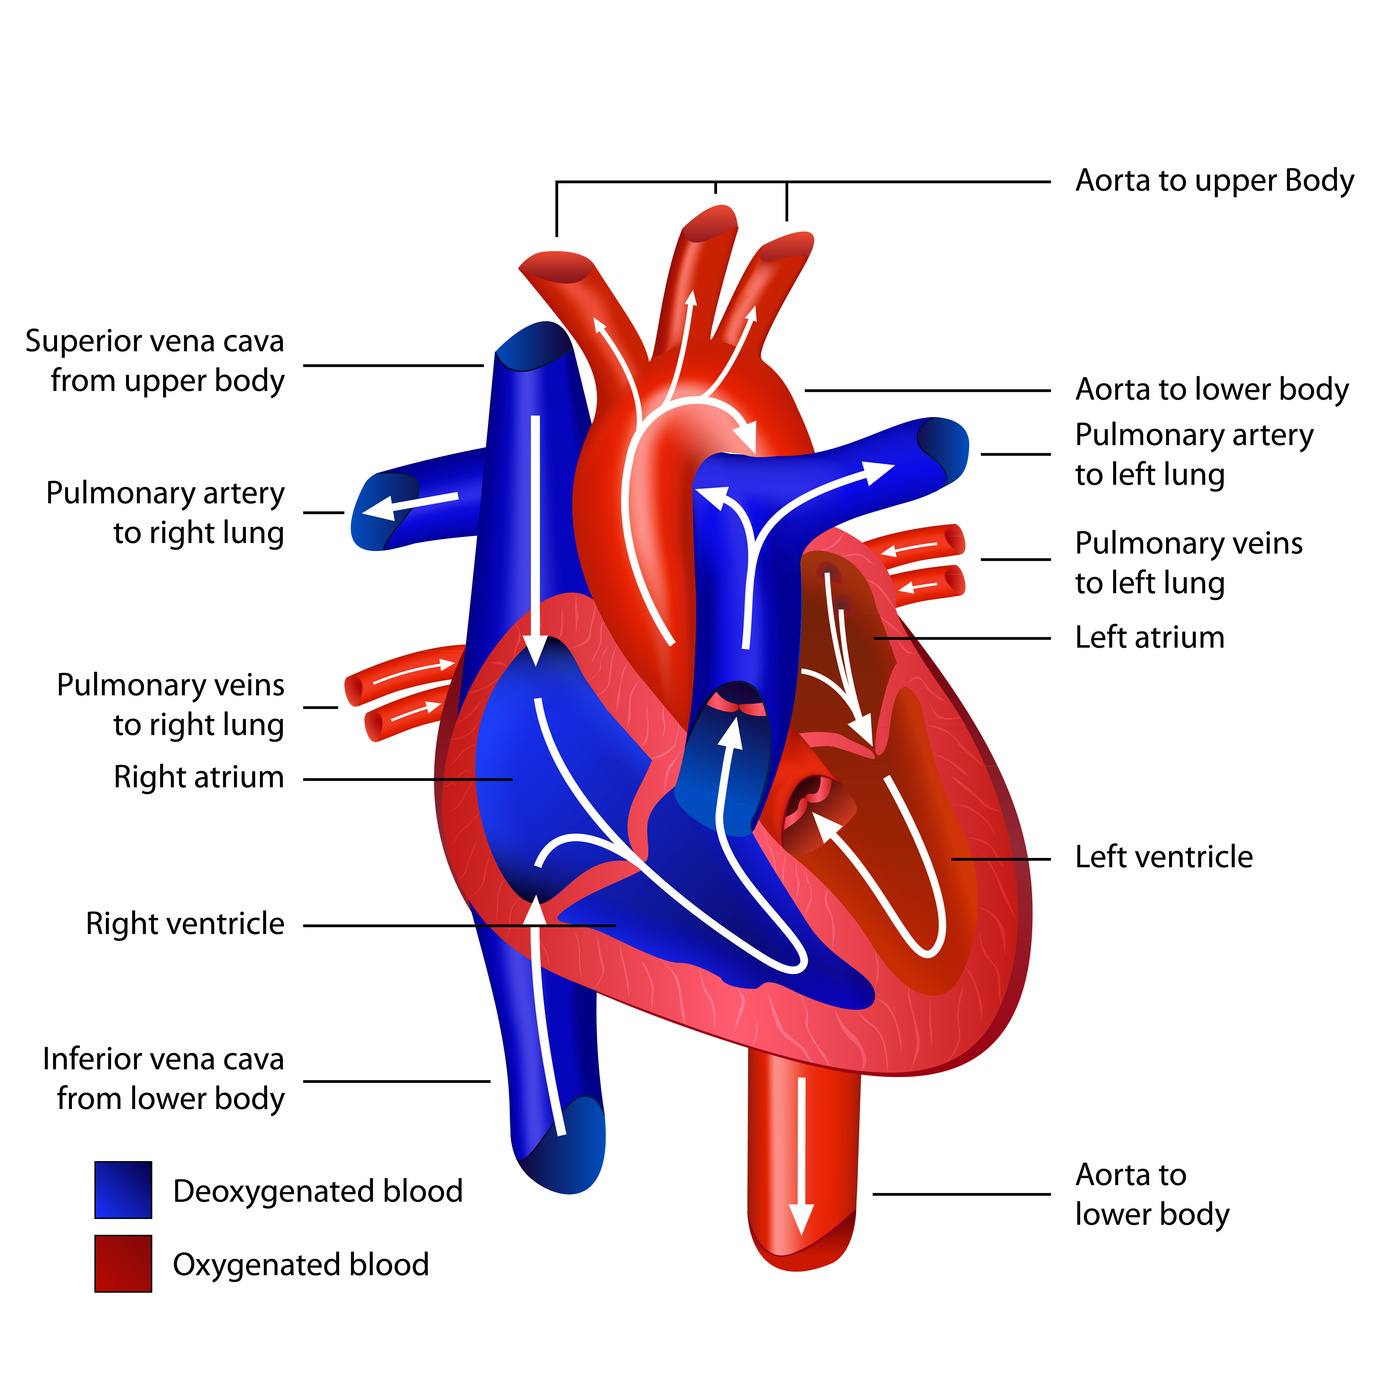 Aorta to upper Body
Superior vena cava
from upper body
Aorta to lower body
Pulmonary artery
to left lung
Pulmonary artery
to right lung
Pulmonary veins
to left lung
Left atrium
Pulmonary veins
to right lung
Right atrium
Left ventricle
Right ventricle
Inferior vena cava
from lower body
Aorta to
lower body
Deoxygenated blood
Oxygenated blood